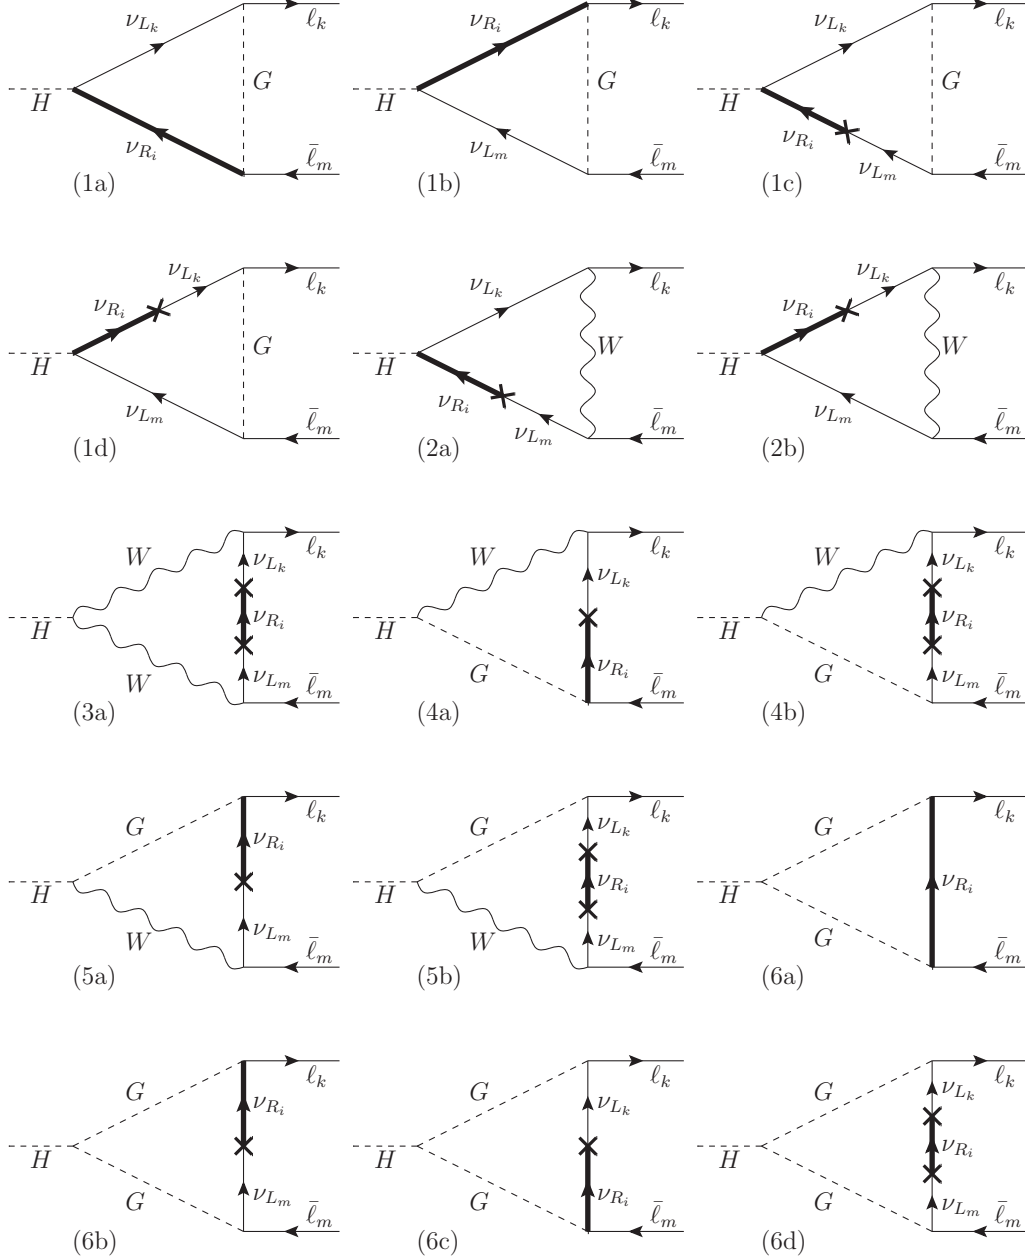 ν_{L_k} ℓ_k ν_{R_i} ℓ_k ν_{L_k} ℓ_k
H G H G H G
ν_{R_i} ℓ̄_m ν_{L_m} ℓ̄_m ν_{R_i} ν_{L_m} ℓ̄_m
(1a) (1b) (1c)
ν_{R_i} ν_{L_k} ℓ_k ν_{L_k} ℓ_k ν_{R_i} ν_{L_k} ℓ_k
H G H W H W
ν_{L_m} ℓ̄_m ν_{R_i} ν_{L_m} ℓ̄_m ν_{L_m} ℓ̄_m
(1d) (2a) (2b)
W ν_{L_k} ℓ_k W ν_{L_k} ℓ_k W ν_{L_k} ℓ_k
H ν_{R_i} H H ν_{R_i}
W ν_{L_m} ℓ̄_m G ν_{R_i} ℓ̄_m G ν_{L_m} ℓ̄_m
(3a) (4a) (4b)
G ν_{R_i} ℓ_k G ν_{L_k} ℓ_k G ℓ_k
H H ν_{R_i} H ν_{R_i}
W ν_{L_m} ℓ̄_m W ν_{L_m} ℓ̄_m G ℓ̄_m
(5a) (5b) (6a)
G ν_{R_i} ℓ_k G ν_{L_k} ℓ_k G ν_{L_k} ℓ_k
H H H ν_{R_i}
G ν_{L_m} ℓ̄_m G ν_{R_i} ℓ̄_m G ν_{L_m} ℓ̄_m
(6b) (6c) (6d)